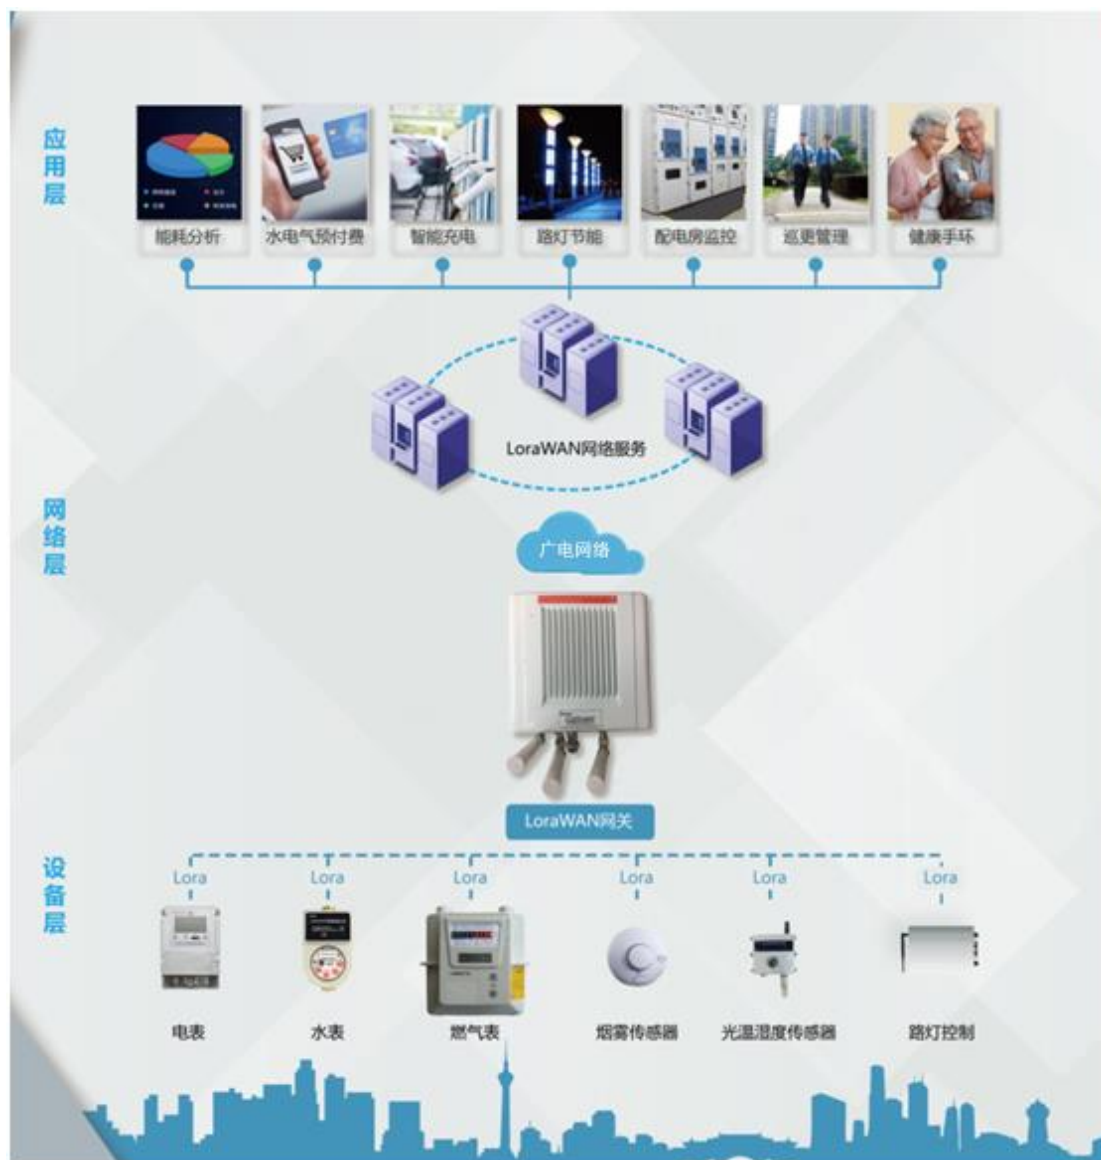 应用层
能耗分析
水电气预付费
智能充电
路灯节能
配电房监控
巡更管理
健康手环
LoraWAN网络服务
网络层
广电网络
LoraWAN网关
设备层
Lora
Lora
Lora
Lora
Lora
Lora
电表
水表
燃气表
烟雾传感器
光温湿度传感器
路灯控制